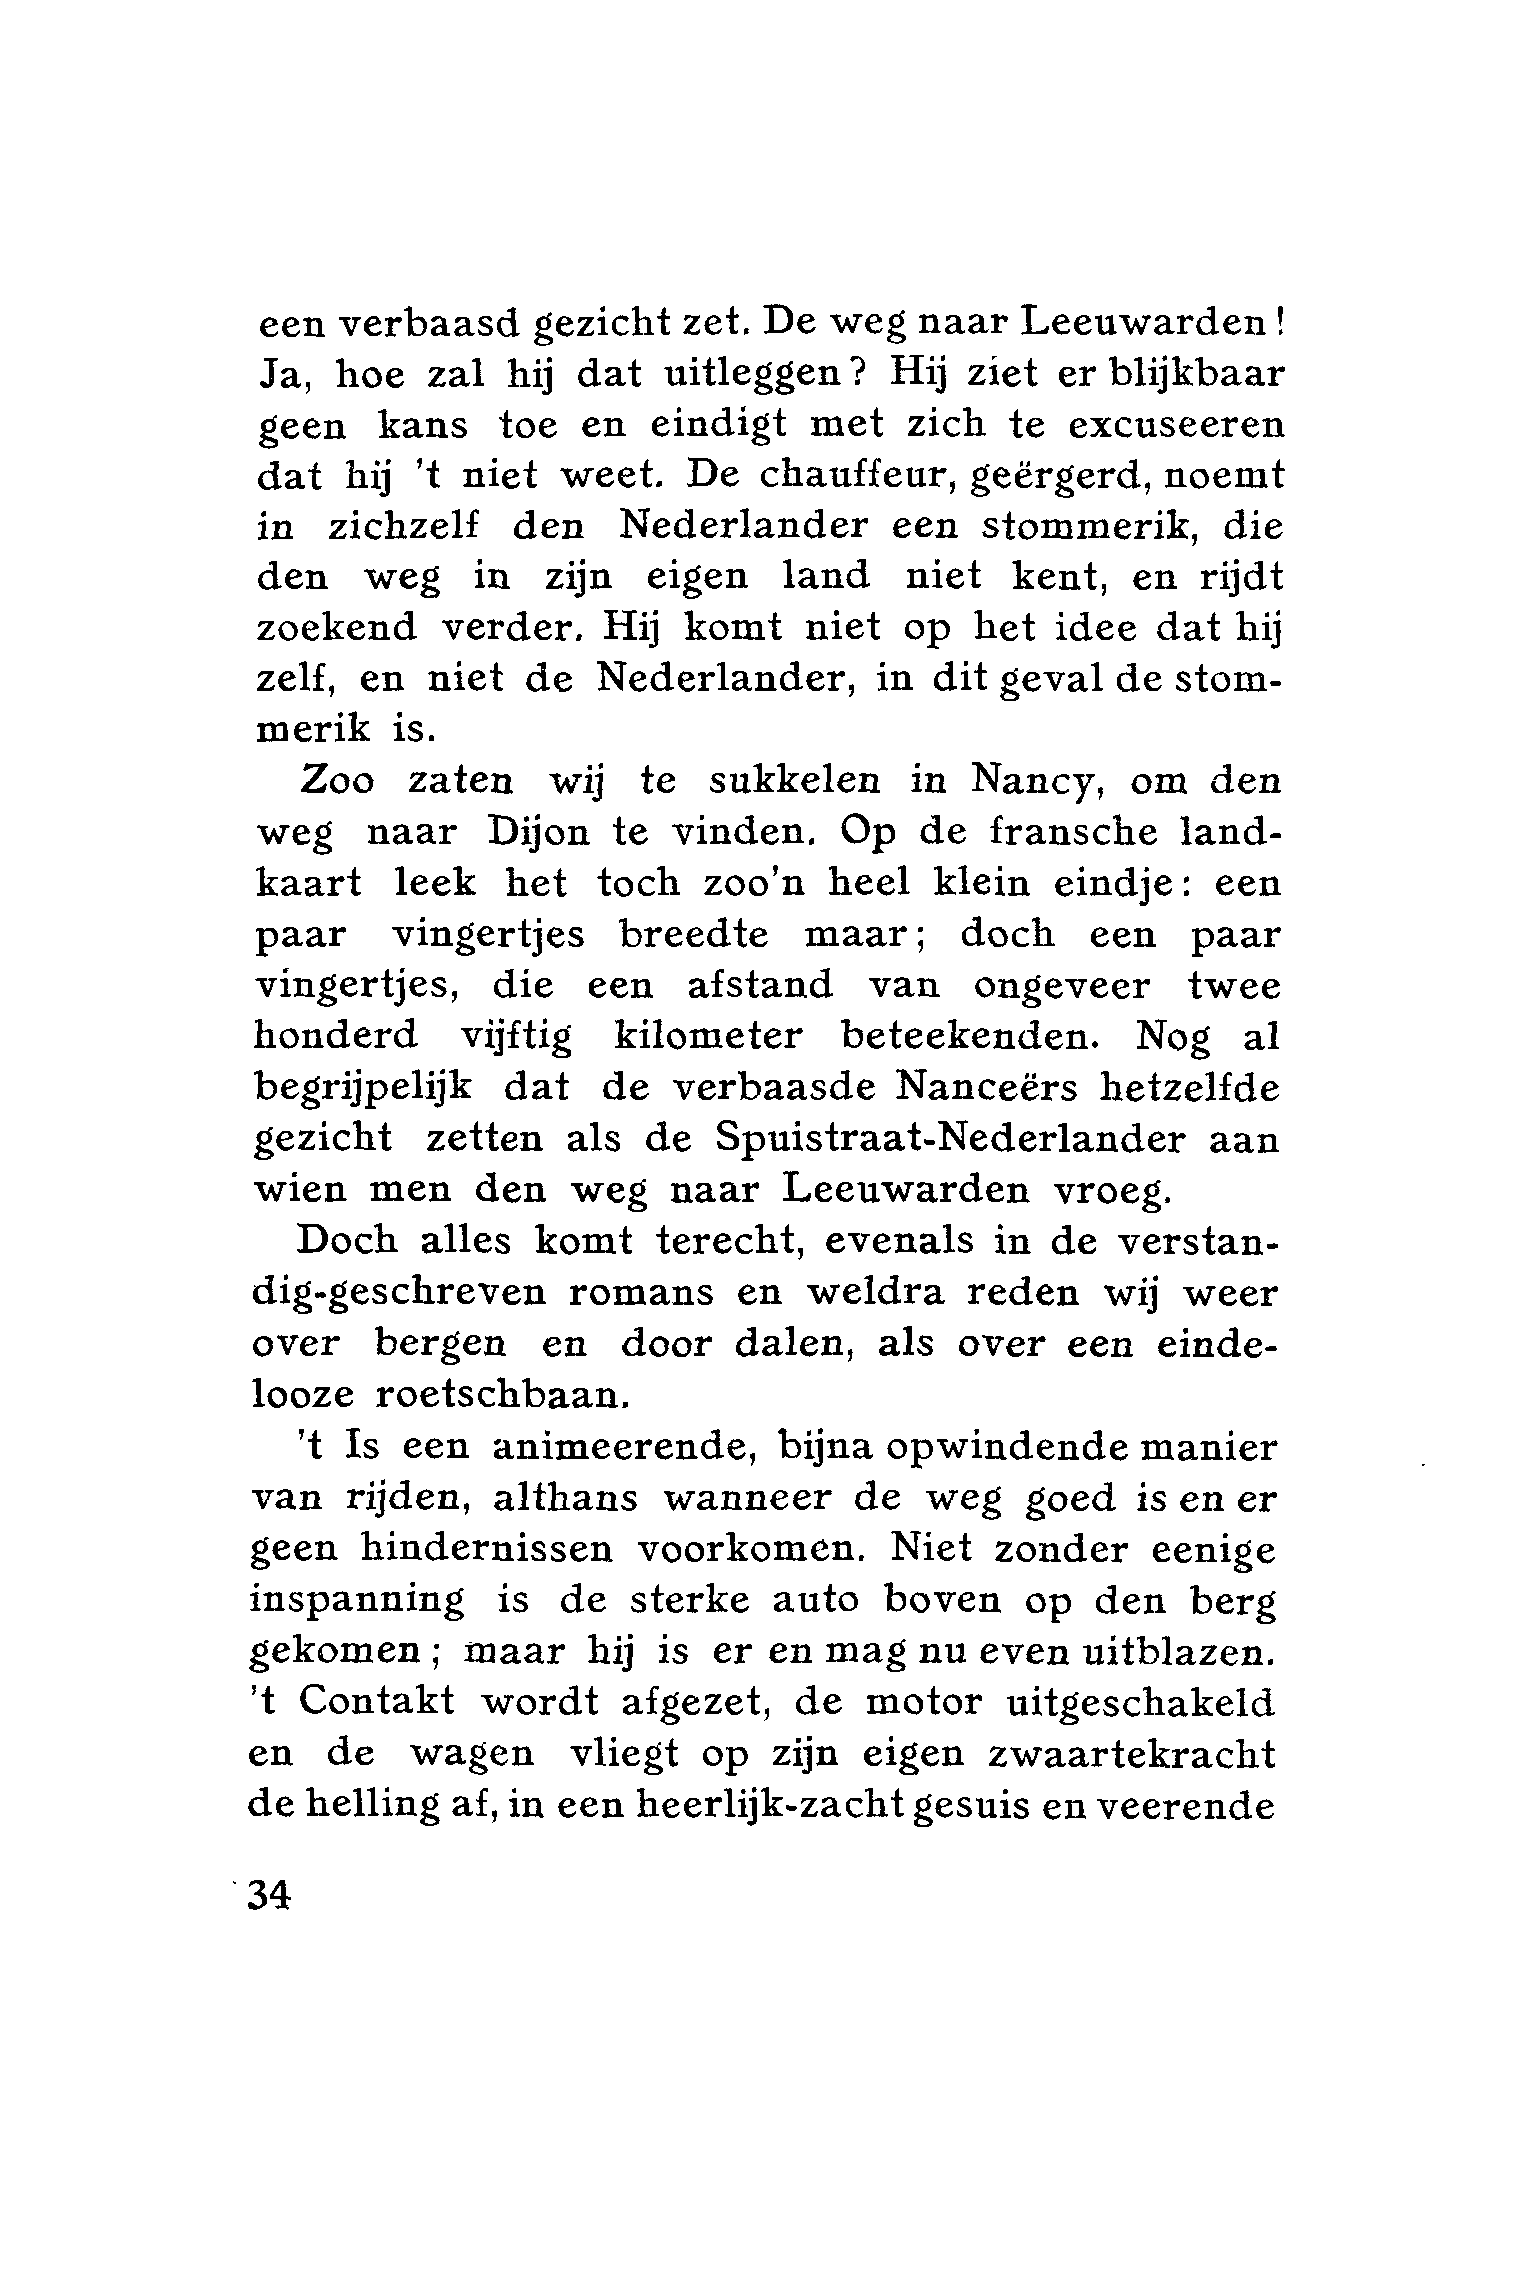 een verbaasd gezicht zet. De weg naar Leeuwarden!
Ja, hoe zal hij dat uitleggen? Hij ziet er blijkbaar
geen kans toe en eindigt met zich te excuseeren
dat hij 't niet weet. De chauffeur, geërgerd, noemt
in zichzelf den Nederlander een stommerik, die
den weg in zijn eigen land niet kent, en rijdt
zoekend verder. Hij komt niet op het idee dat hij
zelf, en niet de Nederlander, in dit geval de stom-
merik is.
Zoo zaten wij te sukkelen in Nancy, om den
weg naar Dijon te vinden. Op de fransche land-
kaart leek het toch zoo'n heel klein eindje: een
paar vingertjes breedte maar; doch een paar
vingertjes, die een afstand van ongeveer twee
honderd vijftig kilometer beteekenden. Nog al
begrijpelijk dat de verbaasde Nanceërs hetzelfde
gezicht zetten als de Spuistraat-Nederlander aan
wien men den weg naar Leeuwarden vroeg.
Doch alles komt terecht, evenals in de verstan-
dig-geschreven romans en weldra reden wij weer
over bergen en door dalen, als over een einde-
looze roetschbaan.
't Is een animeerende, bijna opwindende manier
van rijden, althans wanneer de weg goed is en er
geen hindernissen voorkomen. Niet zonder eenige
inspanning is de sterke auto boven op den berg
gekomen; maar hij is er en mag nu even uitblazen.
't Contakt wordt afgezet, de motor uitgeschakeld
en de wagen vliegt op zijn eigen zwaartekracht
de helling af, in een heerlijk-zacht gesuis en veerende
34